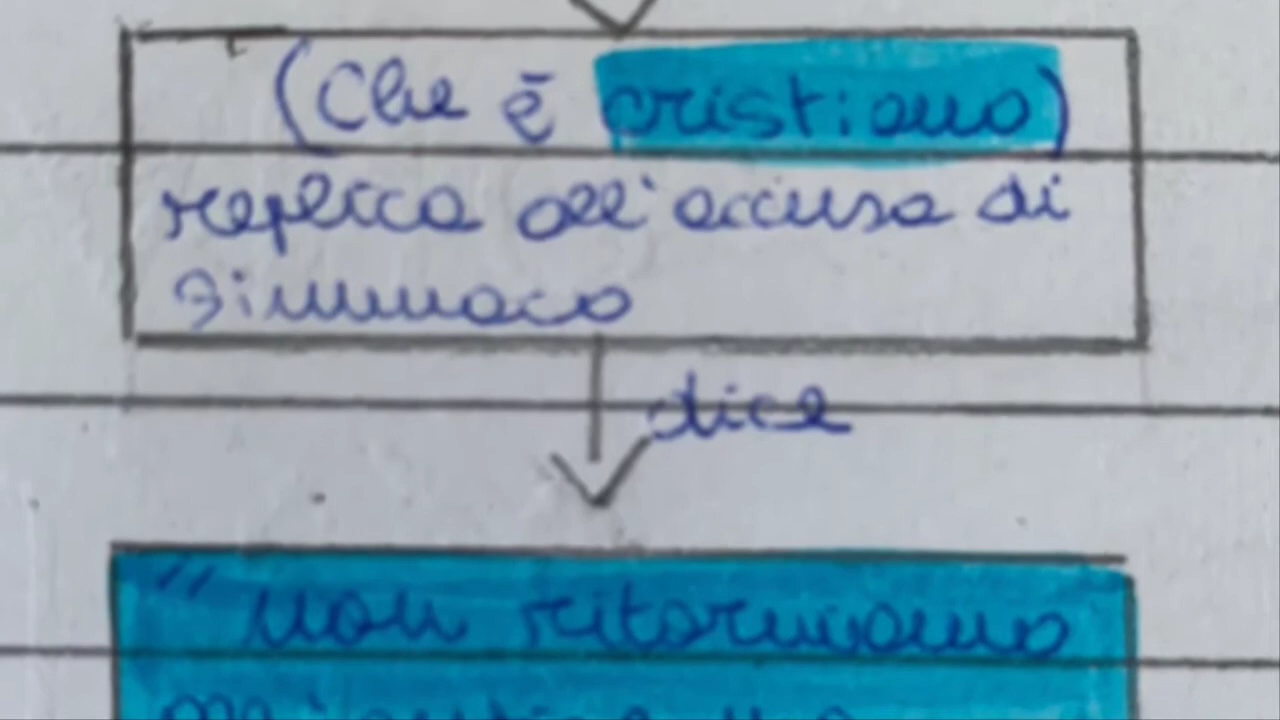 (Che è cristiano)
replica all'accusa di
Simmaco
dice
"non ritorniamo